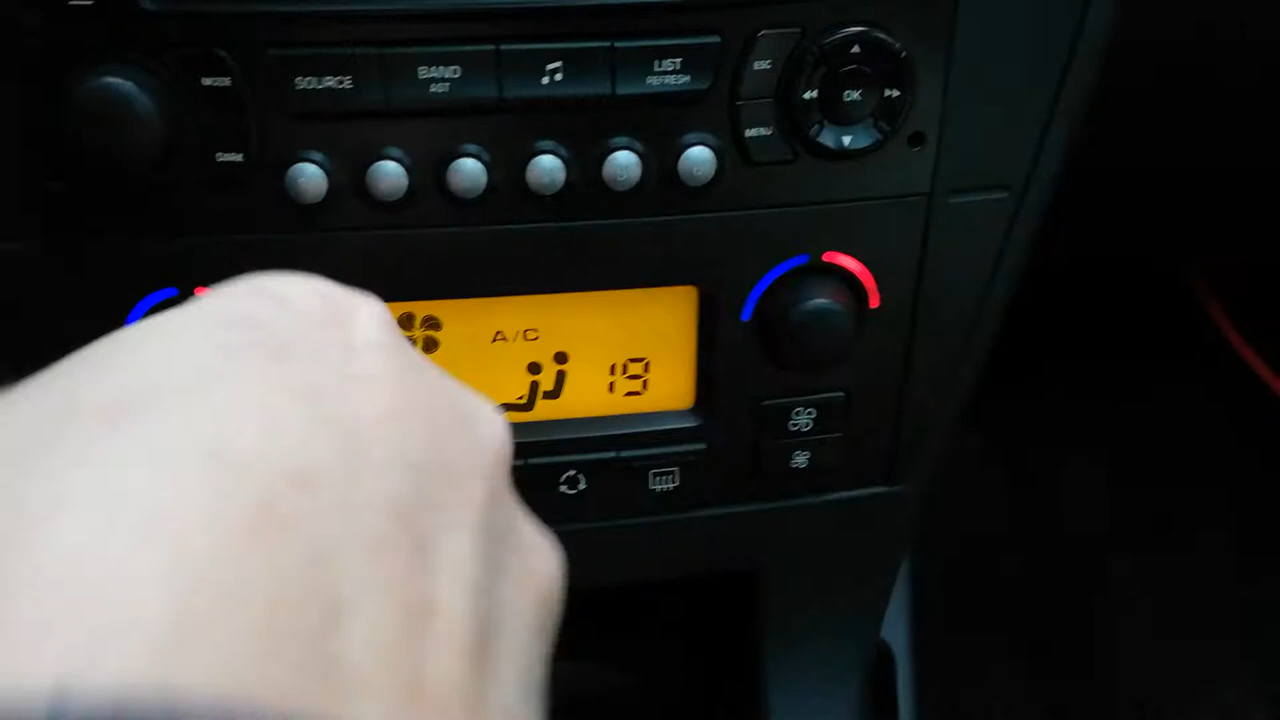 MODE
SOURCE
BAND
AST
LIST
REFRESH
ESC
OK
MENU
DARK
A/C
19